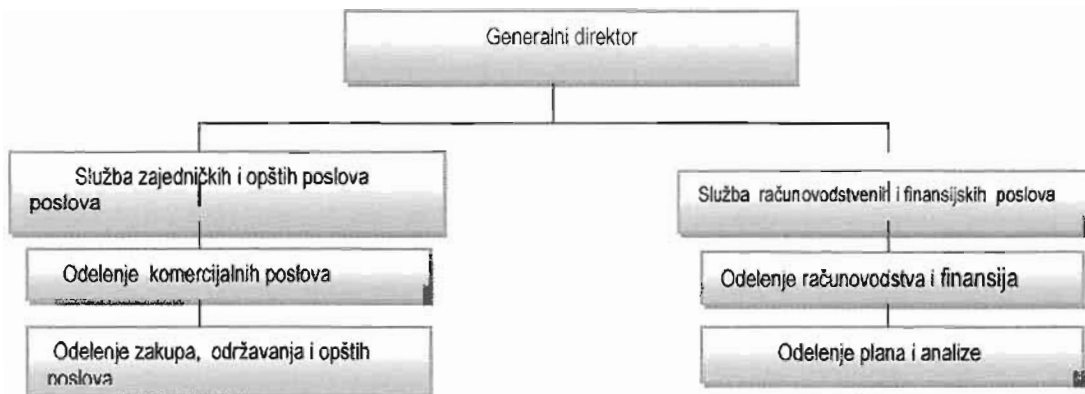 Generalni direktor
Služba zajedničkih i opštih poslova
poslova
Služba računovodstvenih i finansijskih poslova
Odelenje komercijalnih poslova
Odelenje računovodstva i finansija
Odelenje zakupa, održavanja i opštih
poslova
Odelenje plana i analize